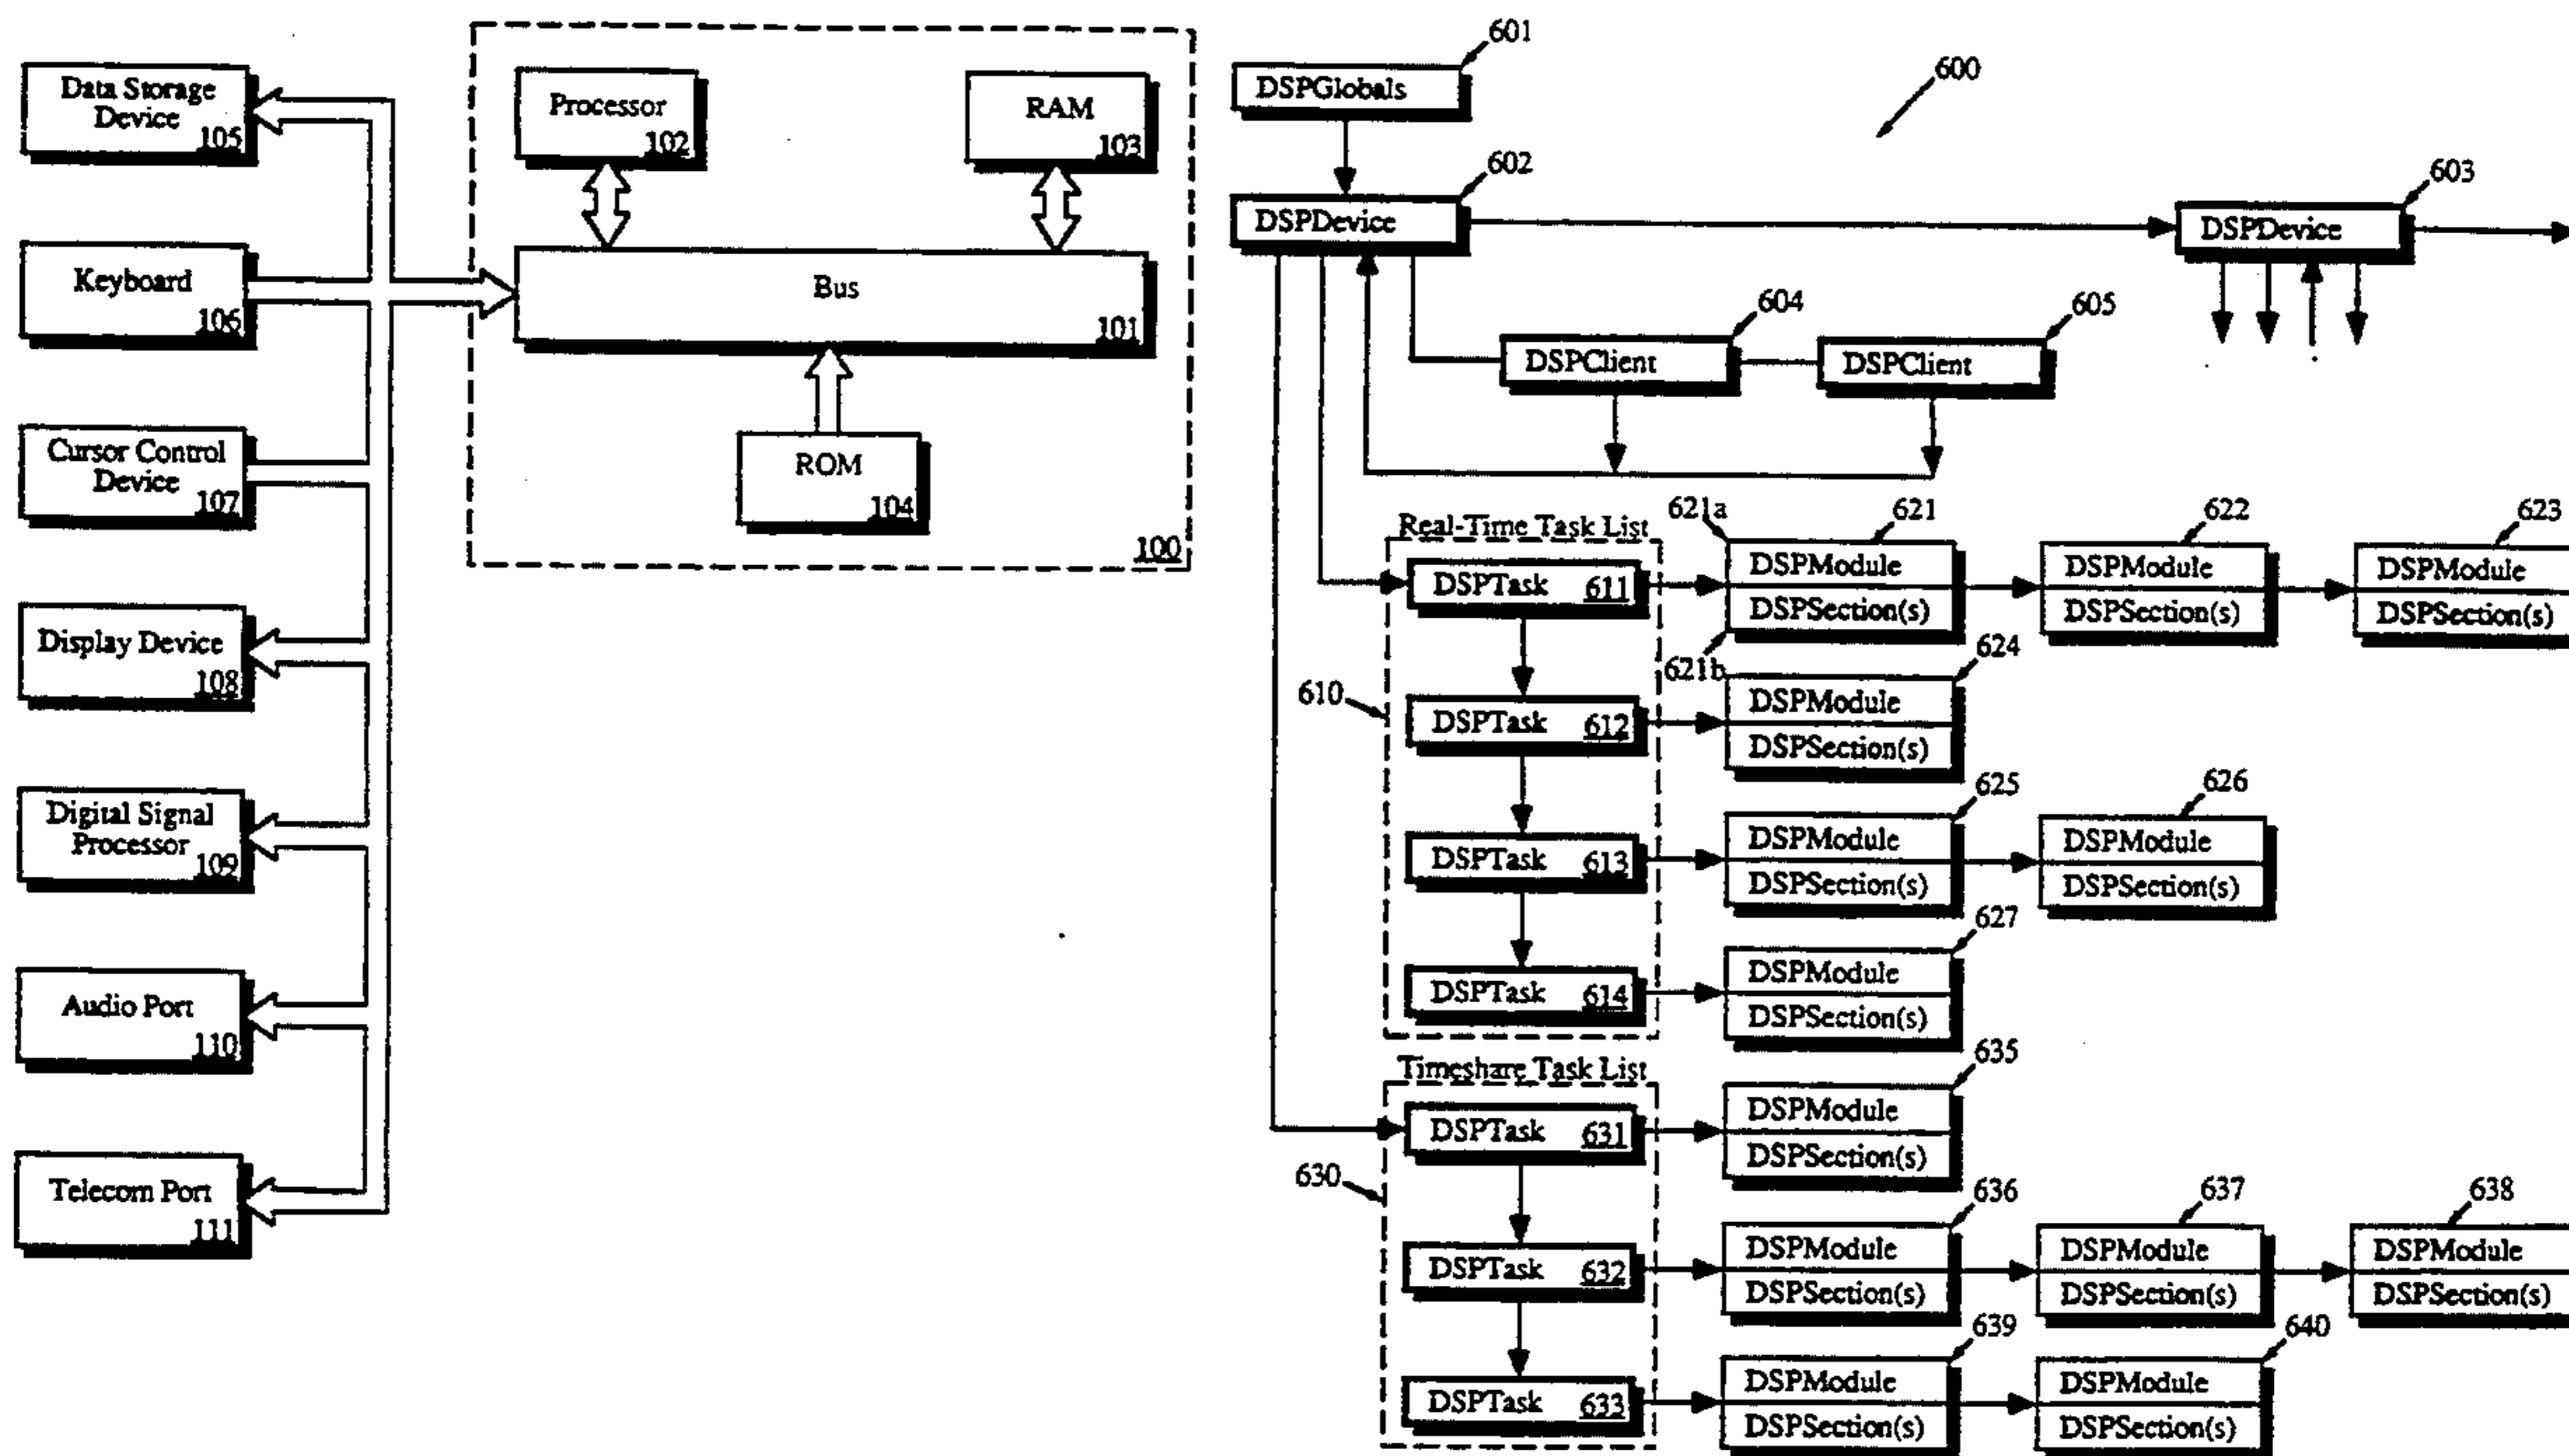 Data Storage
Device
105
Keyboard
106
Cursor Control
Device
107
Display Device
108
Digital Signal
Processor
109
Audio Port
110
Telecom Port
111
Processor
102
RAM
103
Bus
101
ROM
104
100
601
DSPGlobals
600
602
DSPDevice
603
DSPDevice
604
DSPClient
605
DSPClient
Real-Time Task List
610
DSPTask 611
621a
621
DSPModule
DSPSection(s)
621b
622
DSPModule
DSPSection(s)
623
DSPModule
DSPSection(s)
DSPTask 612
624
DSPModule
DSPSection(s)
DSPTask 613
625
DSPModule
DSPSection(s)
626
DSPModule
DSPSection(s)
DSPTask 614
627
DSPModule
DSPSection(s)
Timeshare Task List
630
DSPTask 631
635
DSPModule
DSPSection(s)
DSPTask 632
636
DSPModule
DSPSection(s)
637
DSPModule
DSPSection(s)
638
DSPModule
DSPSection(s)
DSPTask 633
639
DSPModule
DSPSection(s)
640
DSPModule
DSPSection(s)